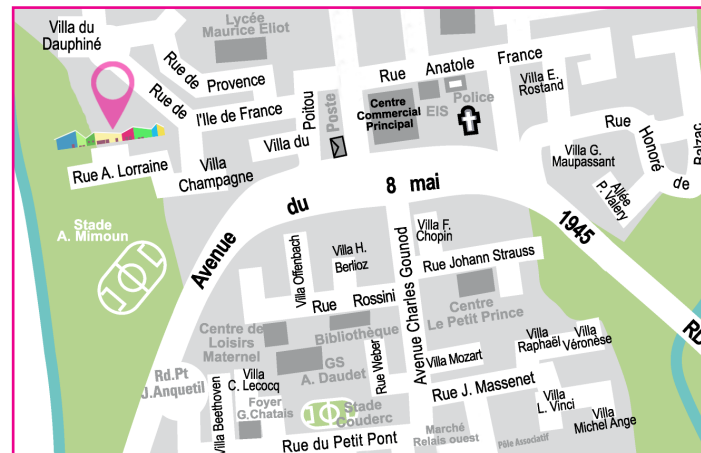 Villa du
Dauphiné
Lycée
Maurice Eliot
Rue de
Provence
Rue de
l'Ile de France
Rue A. Lorraine
Villa
Champagne
Villa du
Poitou
Poste
Rue Anatole France
Centre
Commercial
Principal
EIS
Police
Villa E.
Rostand
Rue
Honoré
de
Balzac
Villa G.
Maupassant
Allée
P. Valery
Avenue du 8 mai 1945
RD
Stade
A. Mimoun
Villa Offenbach
Villa H.
Berlioz
Avenue Charles Gounod
Villa F.
Chopin
Rue Johann Strauss
Rue Rossini
Centre
Le Petit Prince
Centre de
Loisirs
Maternel
Bibliothèque
GS
A. Daudet
Rue Weber
Villa Mozart
Villa
Raphaël
Villa
Véronèse
Rd.Pt
J.Anquetil
Villa Beethoven
Villa
C. Lecocq
Foyer
G.Chatais
Stade
Couderc
Rue J. Massenet
Villa
L. Vinci
Villa
Michel Ange
Rue du Petit Pont
Marché
Relais ouest
Pôle Associatif